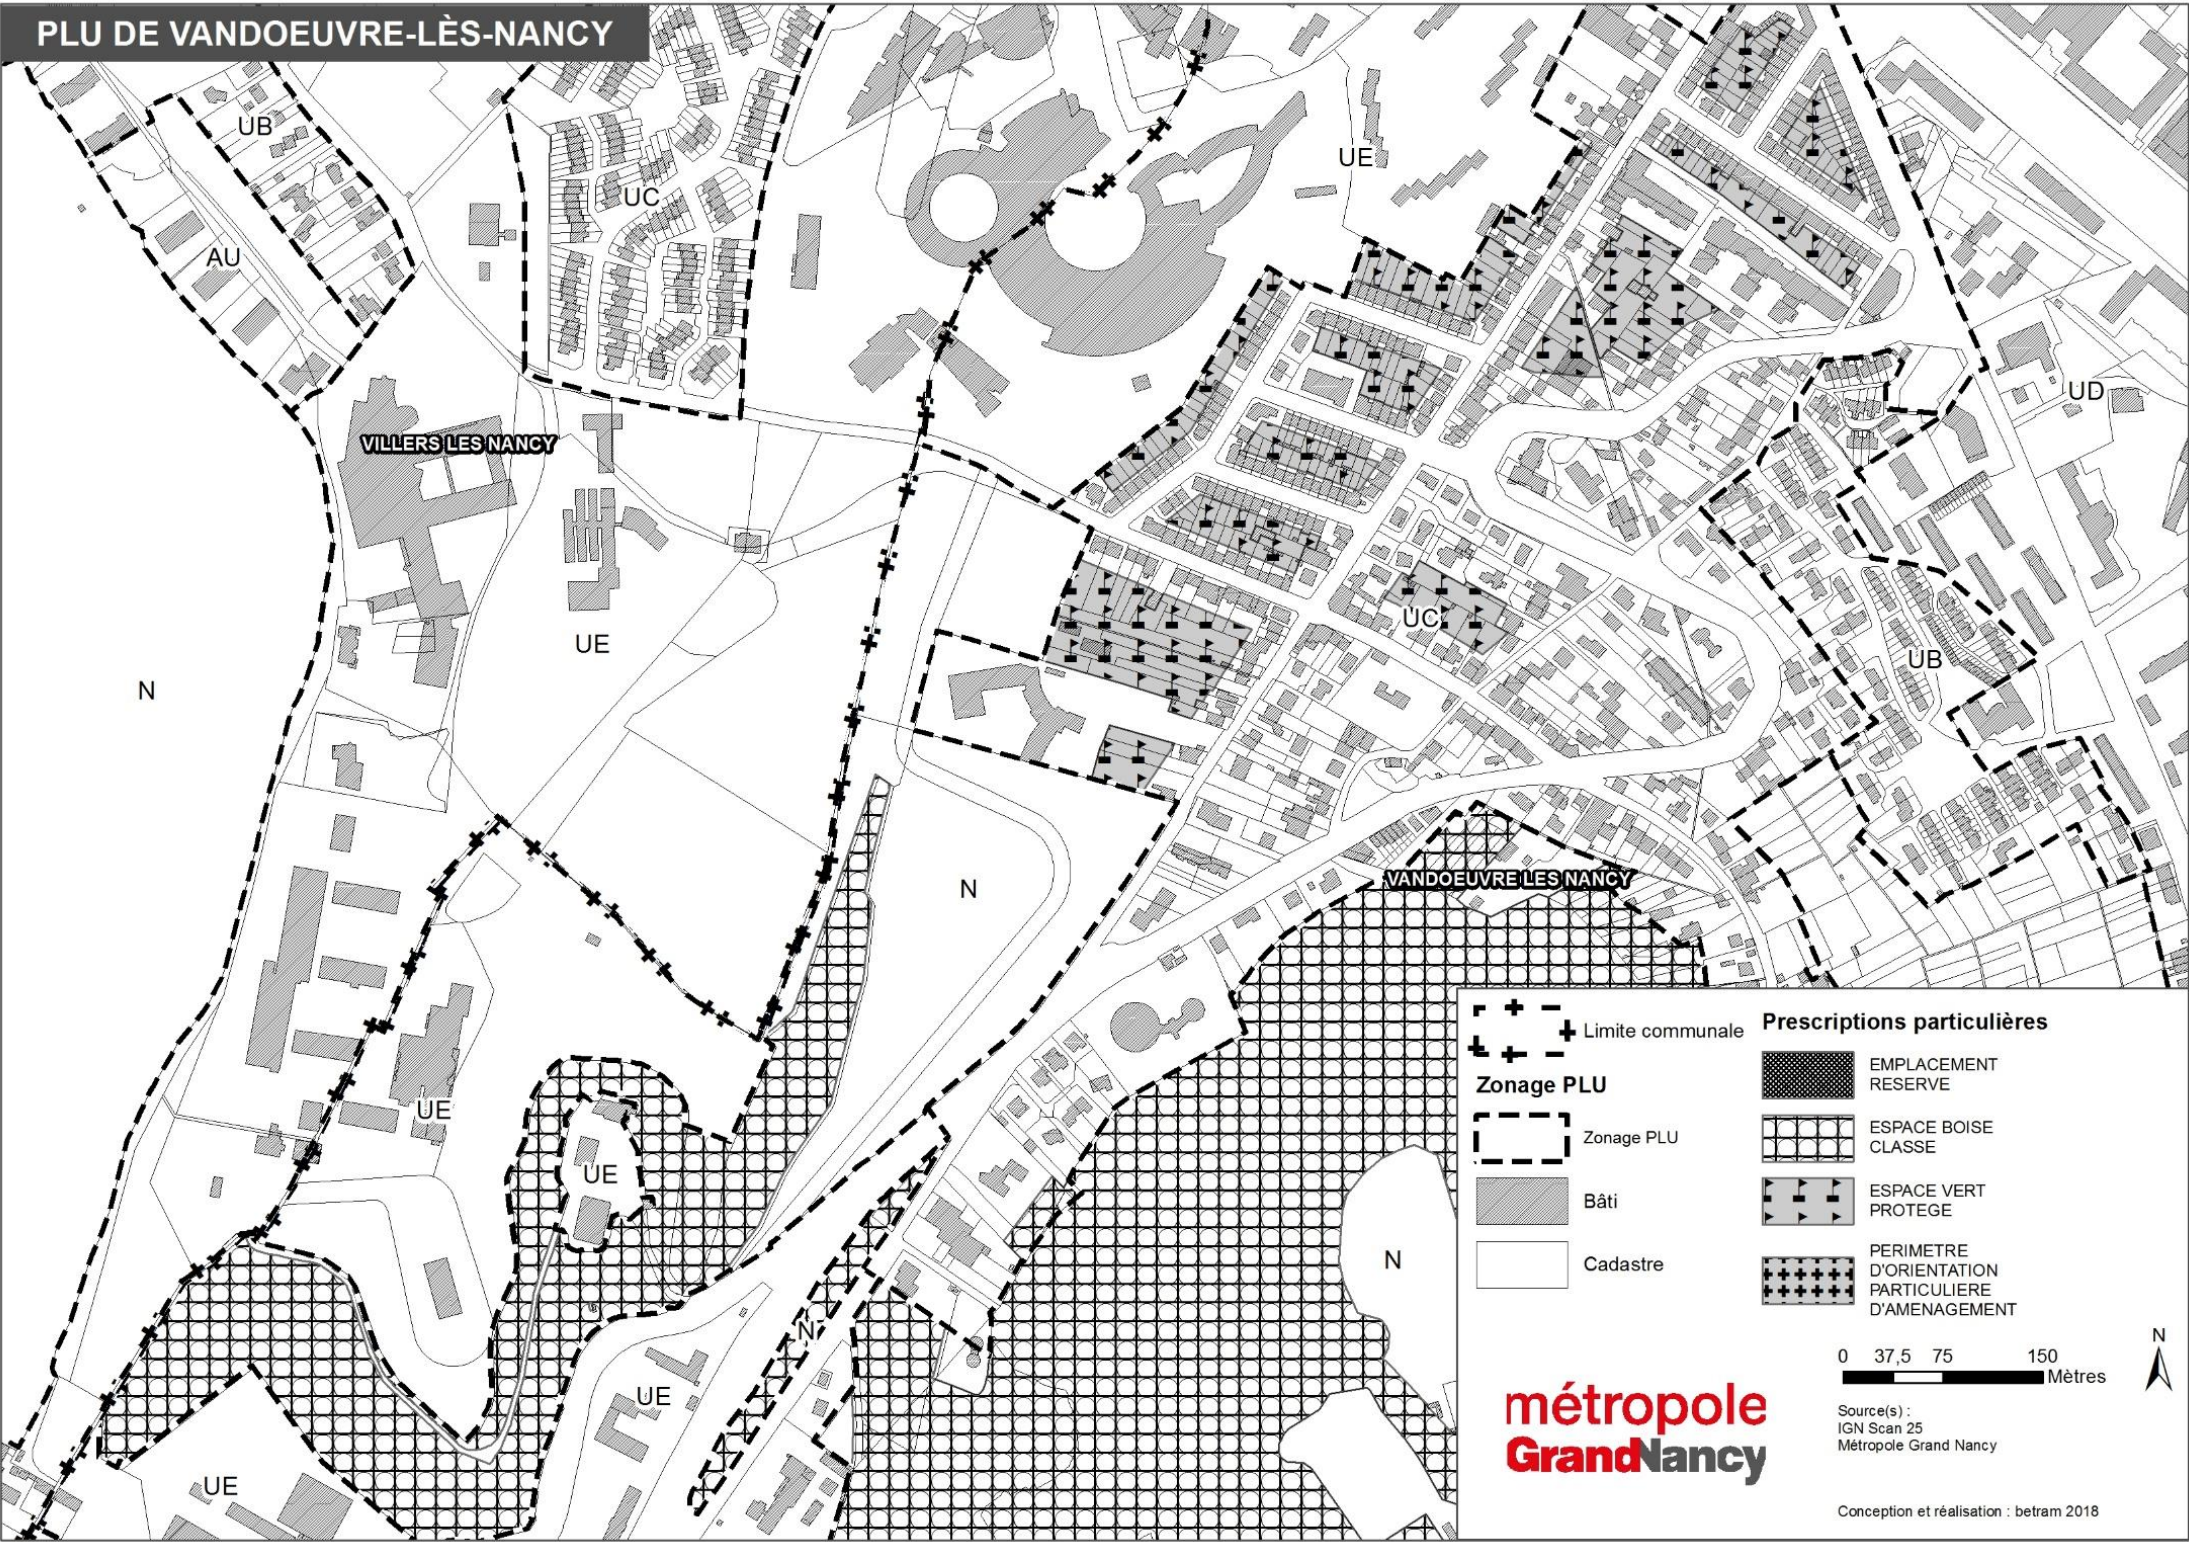 PLU DE VANDOEUVRE-LÈS-NANCY
UB
UE
UC
AU
UD
VILLERS LES NANCY
UC
UE
UB
N
N
VANDOEUVRE LES NANCY
UE
UE
N
N
UE
UE
Limite communale
Zonage PLU
Zonage PLU
Bâti
Cadastre
Prescriptions particulières
EMPLACEMENT
RESERVE
ESPACE BOISE
CLASSE
ESPACE VERT
PROTEGE
PERIMETRE
D'ORIENTATION
PARTICULIERE
D'AMENAGEMENT
N
0 37,5 75 150
Mètres
métropole
GrandNancy
Source(s) :
IGN Scan 25
Métropole Grand Nancy
Conception et réalisation : betram 2018